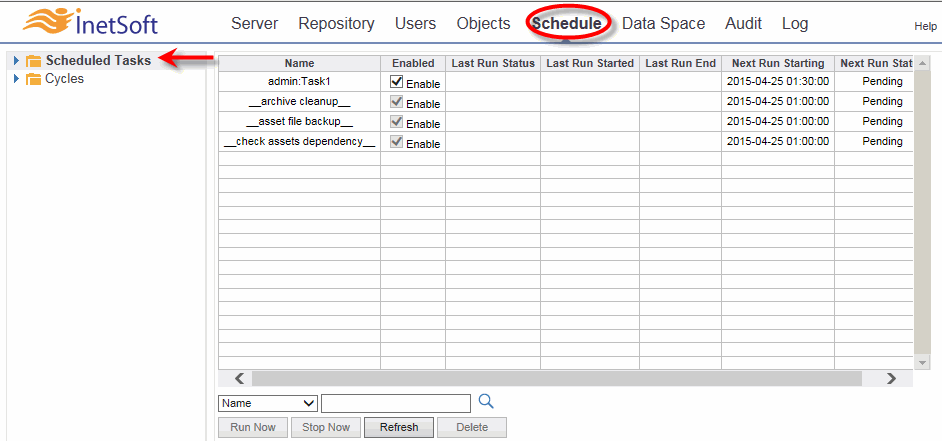 InetSoft
Server Repository Users Objects Schedule Data Space Audit Log Help
Scheduled Tasks
Cycles
Name Enabled Last Run Status Last Run Started Last Run End Next Run Starting Next Run Stat
admin:Task1 Enable 2015-04-25 01:30:00 Pending
__archive cleanup__ Enable 2015-04-25 01:00:00 Pending
__asset file backup__ Enable 2015-04-25 01:00:00 Pending
__check assets dependency__ Enable 2015-04-25 01:00:00 Pending
Name
Run Now Stop Now Refresh Delete